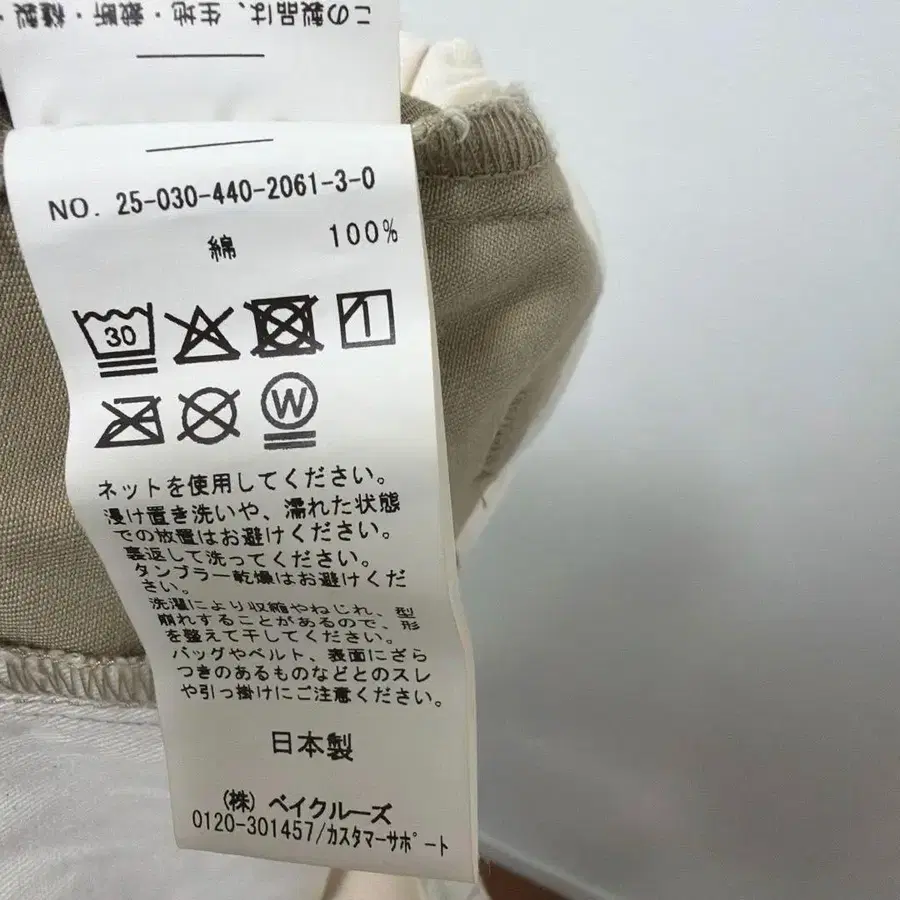 この製品は、生地・裁断・縫製
NO. 25-030-440-2061-3-0
綿 100%
30
W
ネットを使用してください。
浸け置き洗いや、濡れた状態
での放置はお避けください。
裏返して洗ってください。
タンブラー乾燥はお避けくだ
さい。
洗濯により収縮やねじれ、型
崩れすることがあるので、形
を整えて干してください。
バッグやベルト、表面にざら
つきのあるものなどとのスレ
や引っ掛けにご注意ください。
日本製
(株) ベイクルーズ
0120-301457/カスタマーサポート